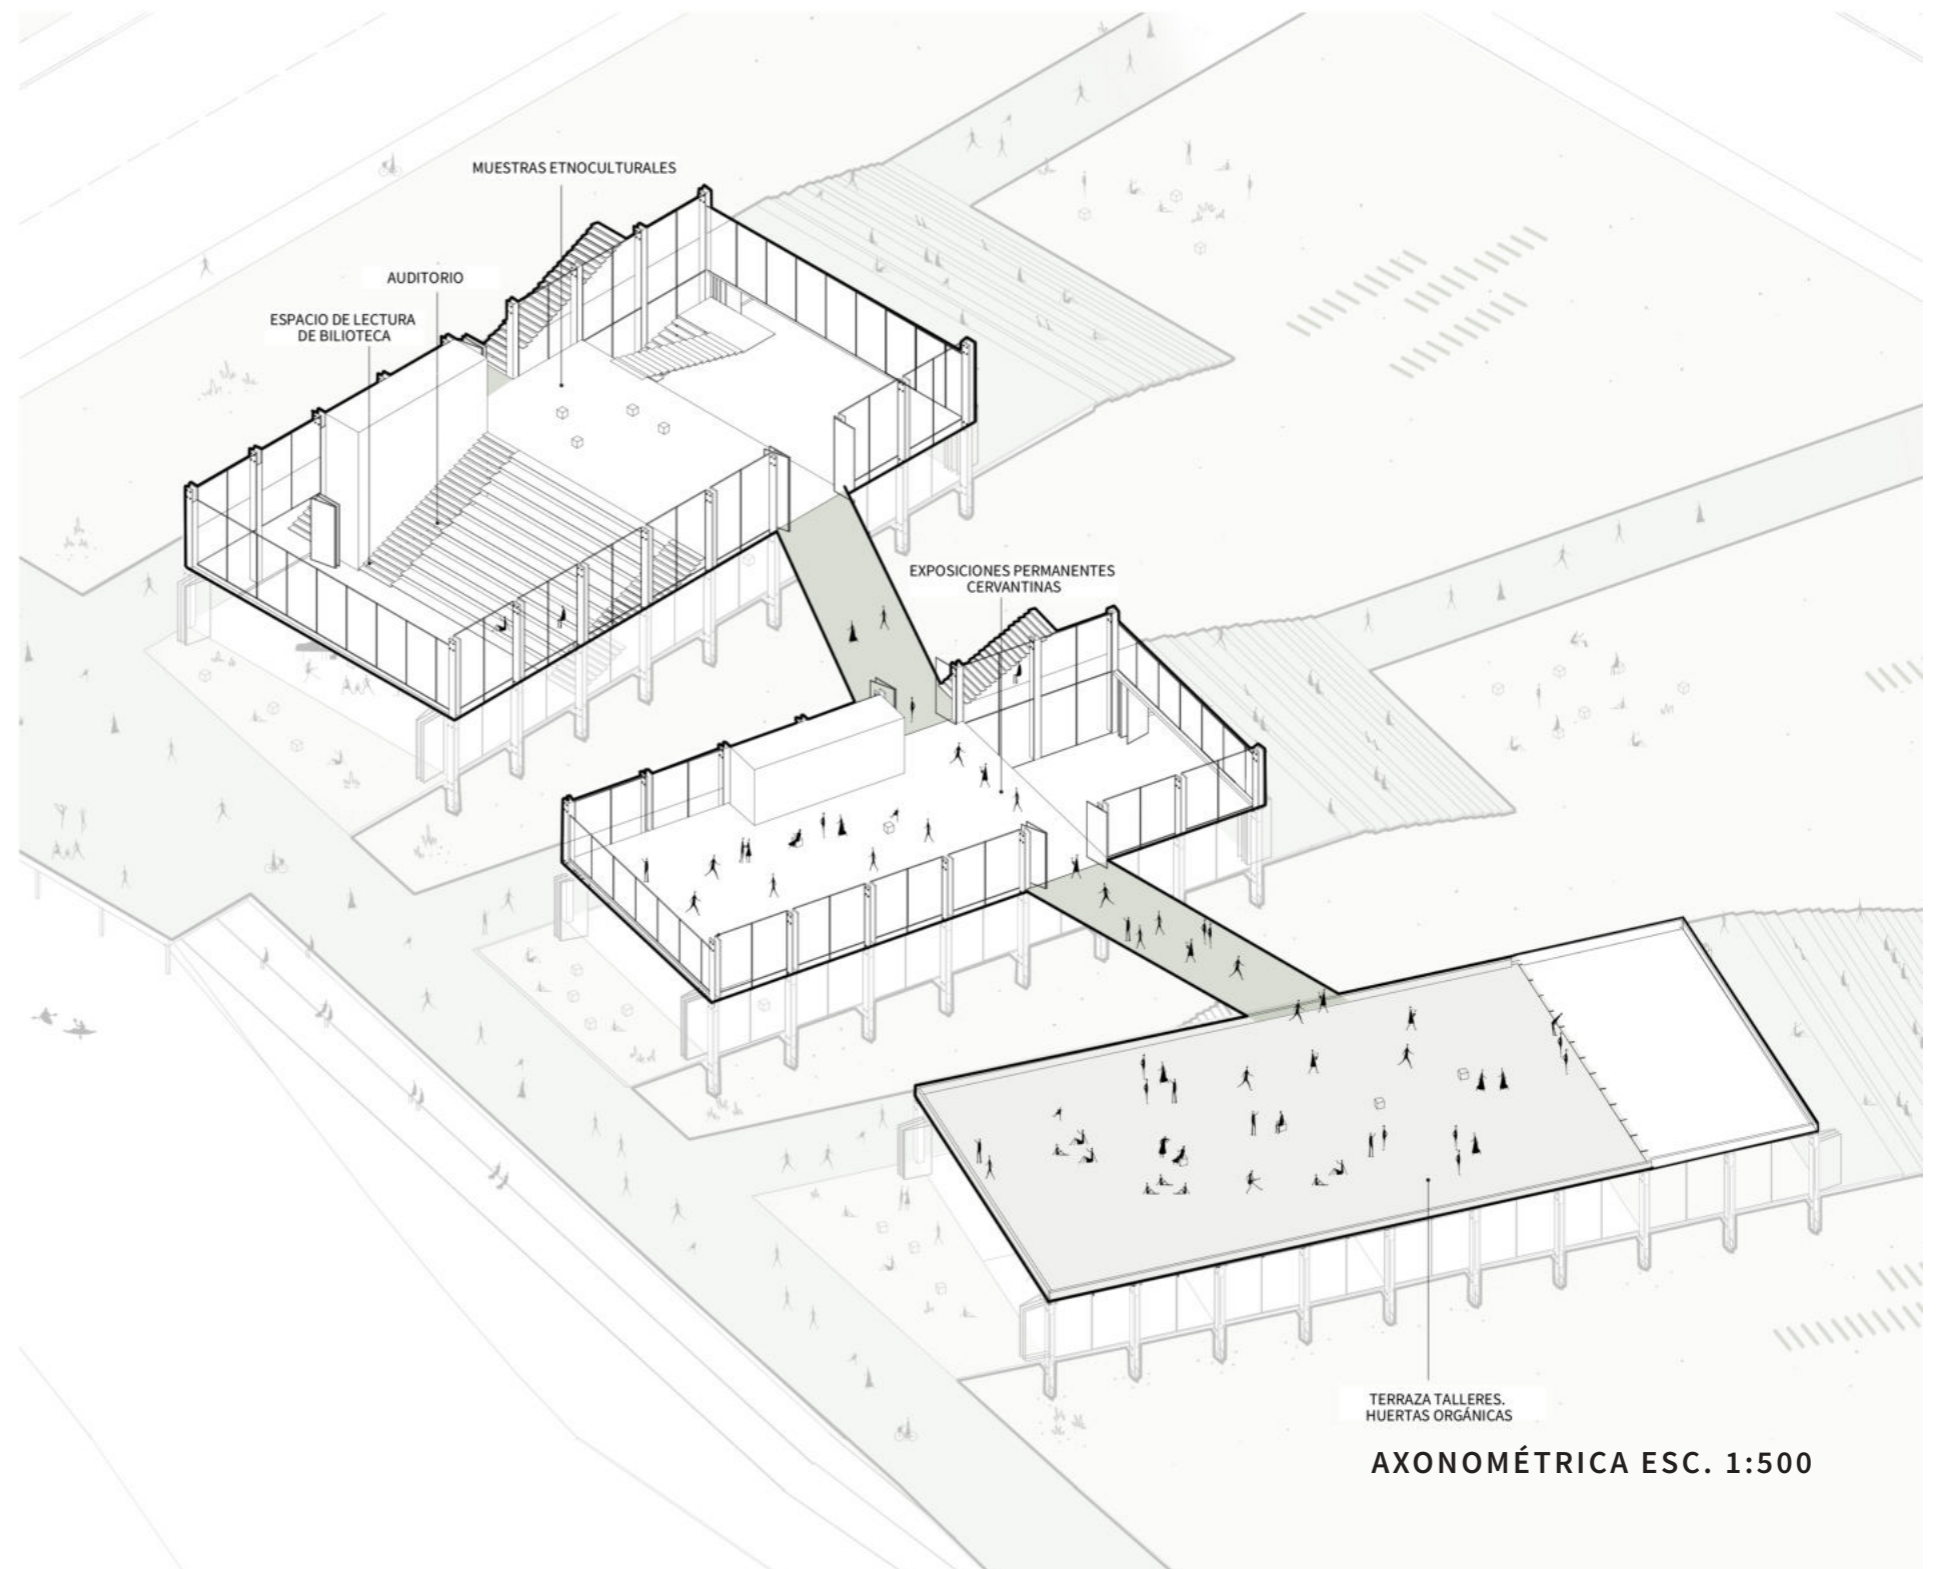 MUESTRAS ETNOCULTURALES
AUDITORIO
ESPACIO DE LECTURA
DE BILIOTECA
EXPOSICIONES PERMANENTES
CERVANTINAS
TERRAZA TALLERES.
HUERTAS ORGÁNICAS
AXONOMÉTRICA ESC. 1:500